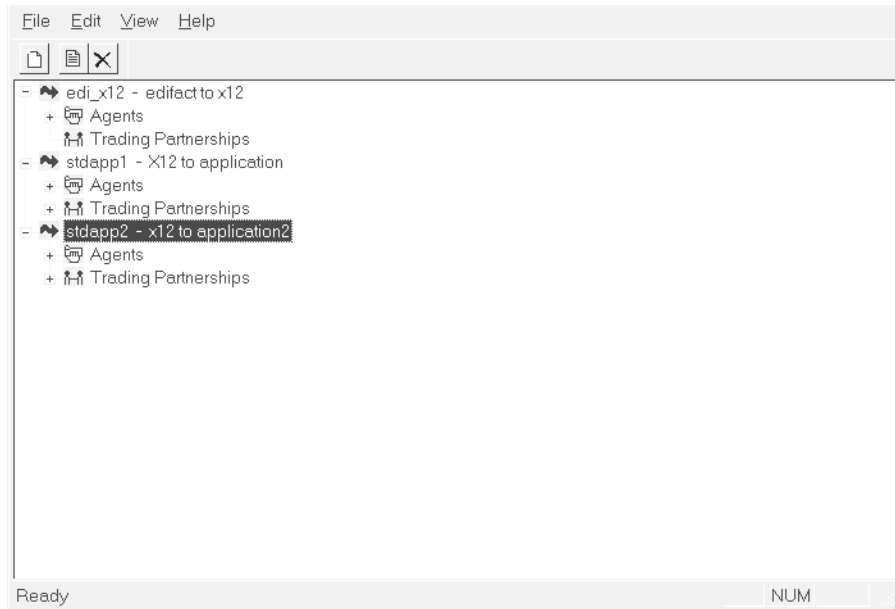 File Edit View Help
edi_x12 - edifact to x12
Agents
Trading Partnerships
stdapp1 - X12 to application
Agents
Trading Partnerships
stdapp2 - x12 to application2
Agents
Trading Partnerships
Ready NUM